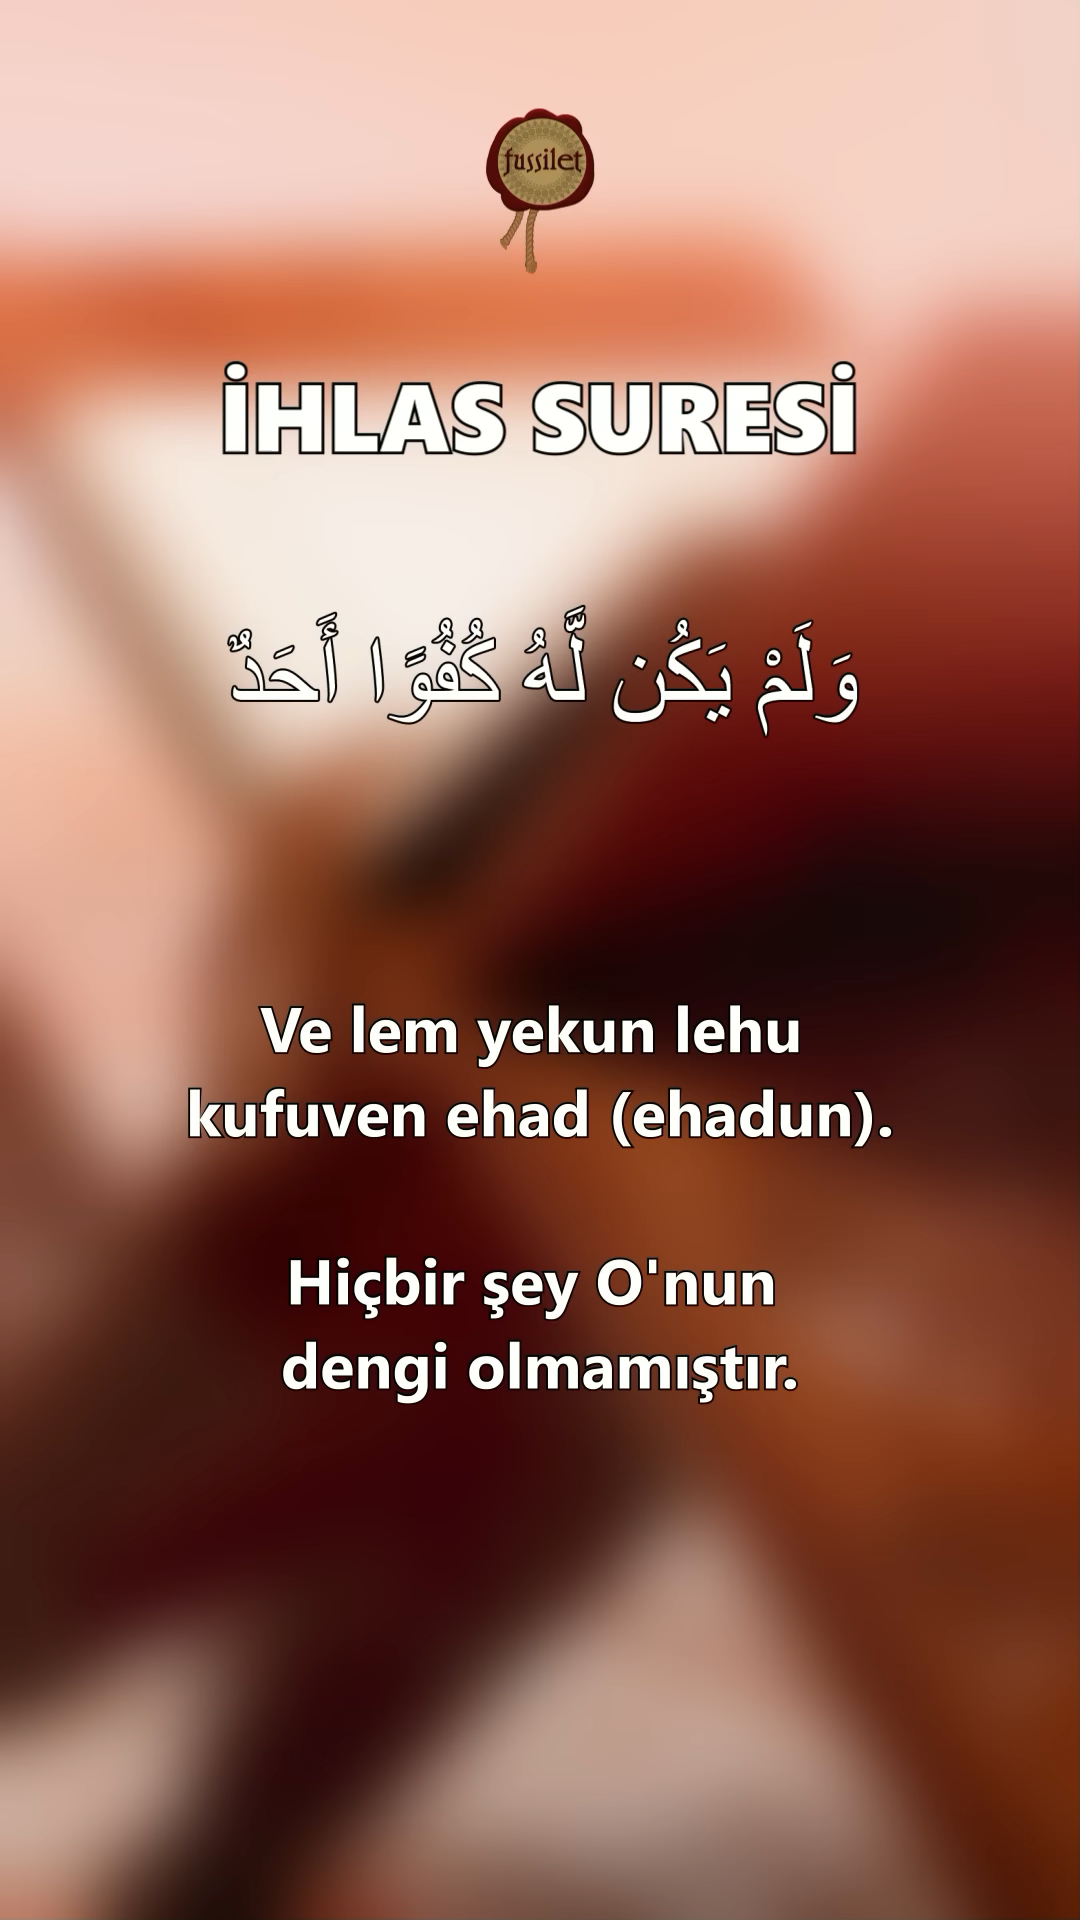 fussilet
İHLAS SURESİ
وَلَمْ يَكُن لَّهُ كُفُوًا أَحَدٌ
Ve lem yekun lehu
kufuven ehad (ehadun).
Hiçbir şey O'nun
dengi olmamıştır.